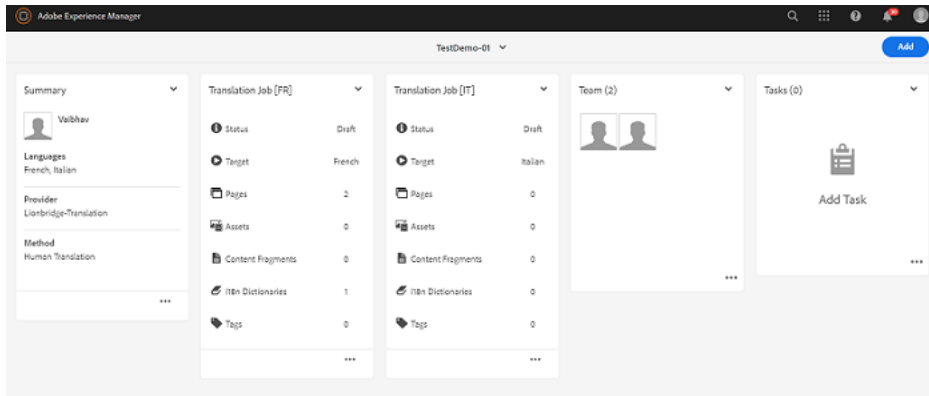 Adobe Experience Manager
TestDemo-01
Add
Summary
Vaibhav
Languages
French, Italian
Provider
Lionbridge-Translation
Method
Human Translation
Translation Job [FR]
Status Draft
Target French
Pages 2
Assets 0
Content Fragments 0
I18n Dictionaries 1
Tags 0
Translation Job [IT]
Status Draft
Target Italian
Pages 0
Assets 0
Content Fragments 0
I18n Dictionaries 0
Tags 0
Team (2)
Tasks (0)
Add Task